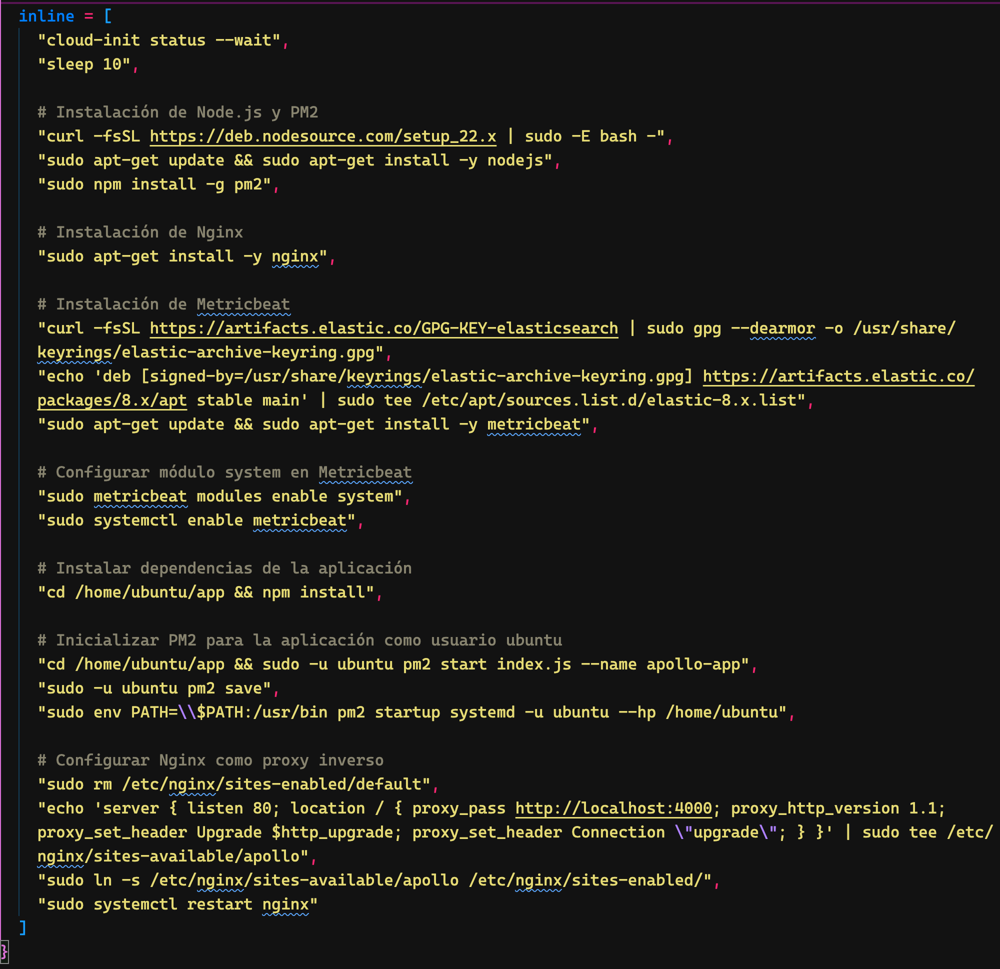 inline = [
"cloud-init status --wait",
"sleep 10",
# Instalación de Node.js y PM2
"curl -fsSL https://deb.nodesource.com/setup_22.x | sudo -E bash -",
"sudo apt-get update && sudo apt-get install -y nodejs",
"sudo npm install -g pm2",
# Instalación de Nginx
"sudo apt-get install -y nginx",
# Instalación de Metricbeat
"curl -fsSL https://artifacts.elastic.co/GPG-KEY-elasticsearch | sudo gpg --dearmor -o /usr/share/
keyrings/elastic-archive-keyring.gpg",
"echo 'deb [signed-by=/usr/share/keyrings/elastic-archive-keyring.gpg] https://artifacts.elastic.co/
packages/8.x/apt stable main' | sudo tee /etc/apt/sources.list.d/elastic-8.x.list",
"sudo apt-get update && sudo apt-get install -y metricbeat",
# Configurar módulo system en Metricbeat
"sudo metricbeat modules enable system",
"sudo systemctl enable metricbeat",
# Instalar dependencias de la aplicación
"cd /home/ubuntu/app && npm install",
# Inicializar PM2 para la aplicación como usuario ubuntu
"cd /home/ubuntu/app && sudo -u ubuntu pm2 start index.js --name apollo-app",
"sudo -u ubuntu pm2 save",
"sudo env PATH=\\$PATH:/usr/bin pm2 startup systemd -u ubuntu --hp /home/ubuntu",
# Configurar Nginx como proxy inverso
"sudo rm /etc/nginx/sites-enabled/default",
"echo 'server { listen 80; location / { proxy_pass http://localhost:4000; proxy_http_version 1.1;
proxy_set_header Upgrade $http_upgrade; proxy_set_header Connection \"upgrade\"; } }' | sudo tee /etc/
nginx/sites-available/apollo",
"sudo ln -s /etc/nginx/sites-available/apollo /etc/nginx/sites-enabled/",
"sudo systemctl restart nginx"
]
}